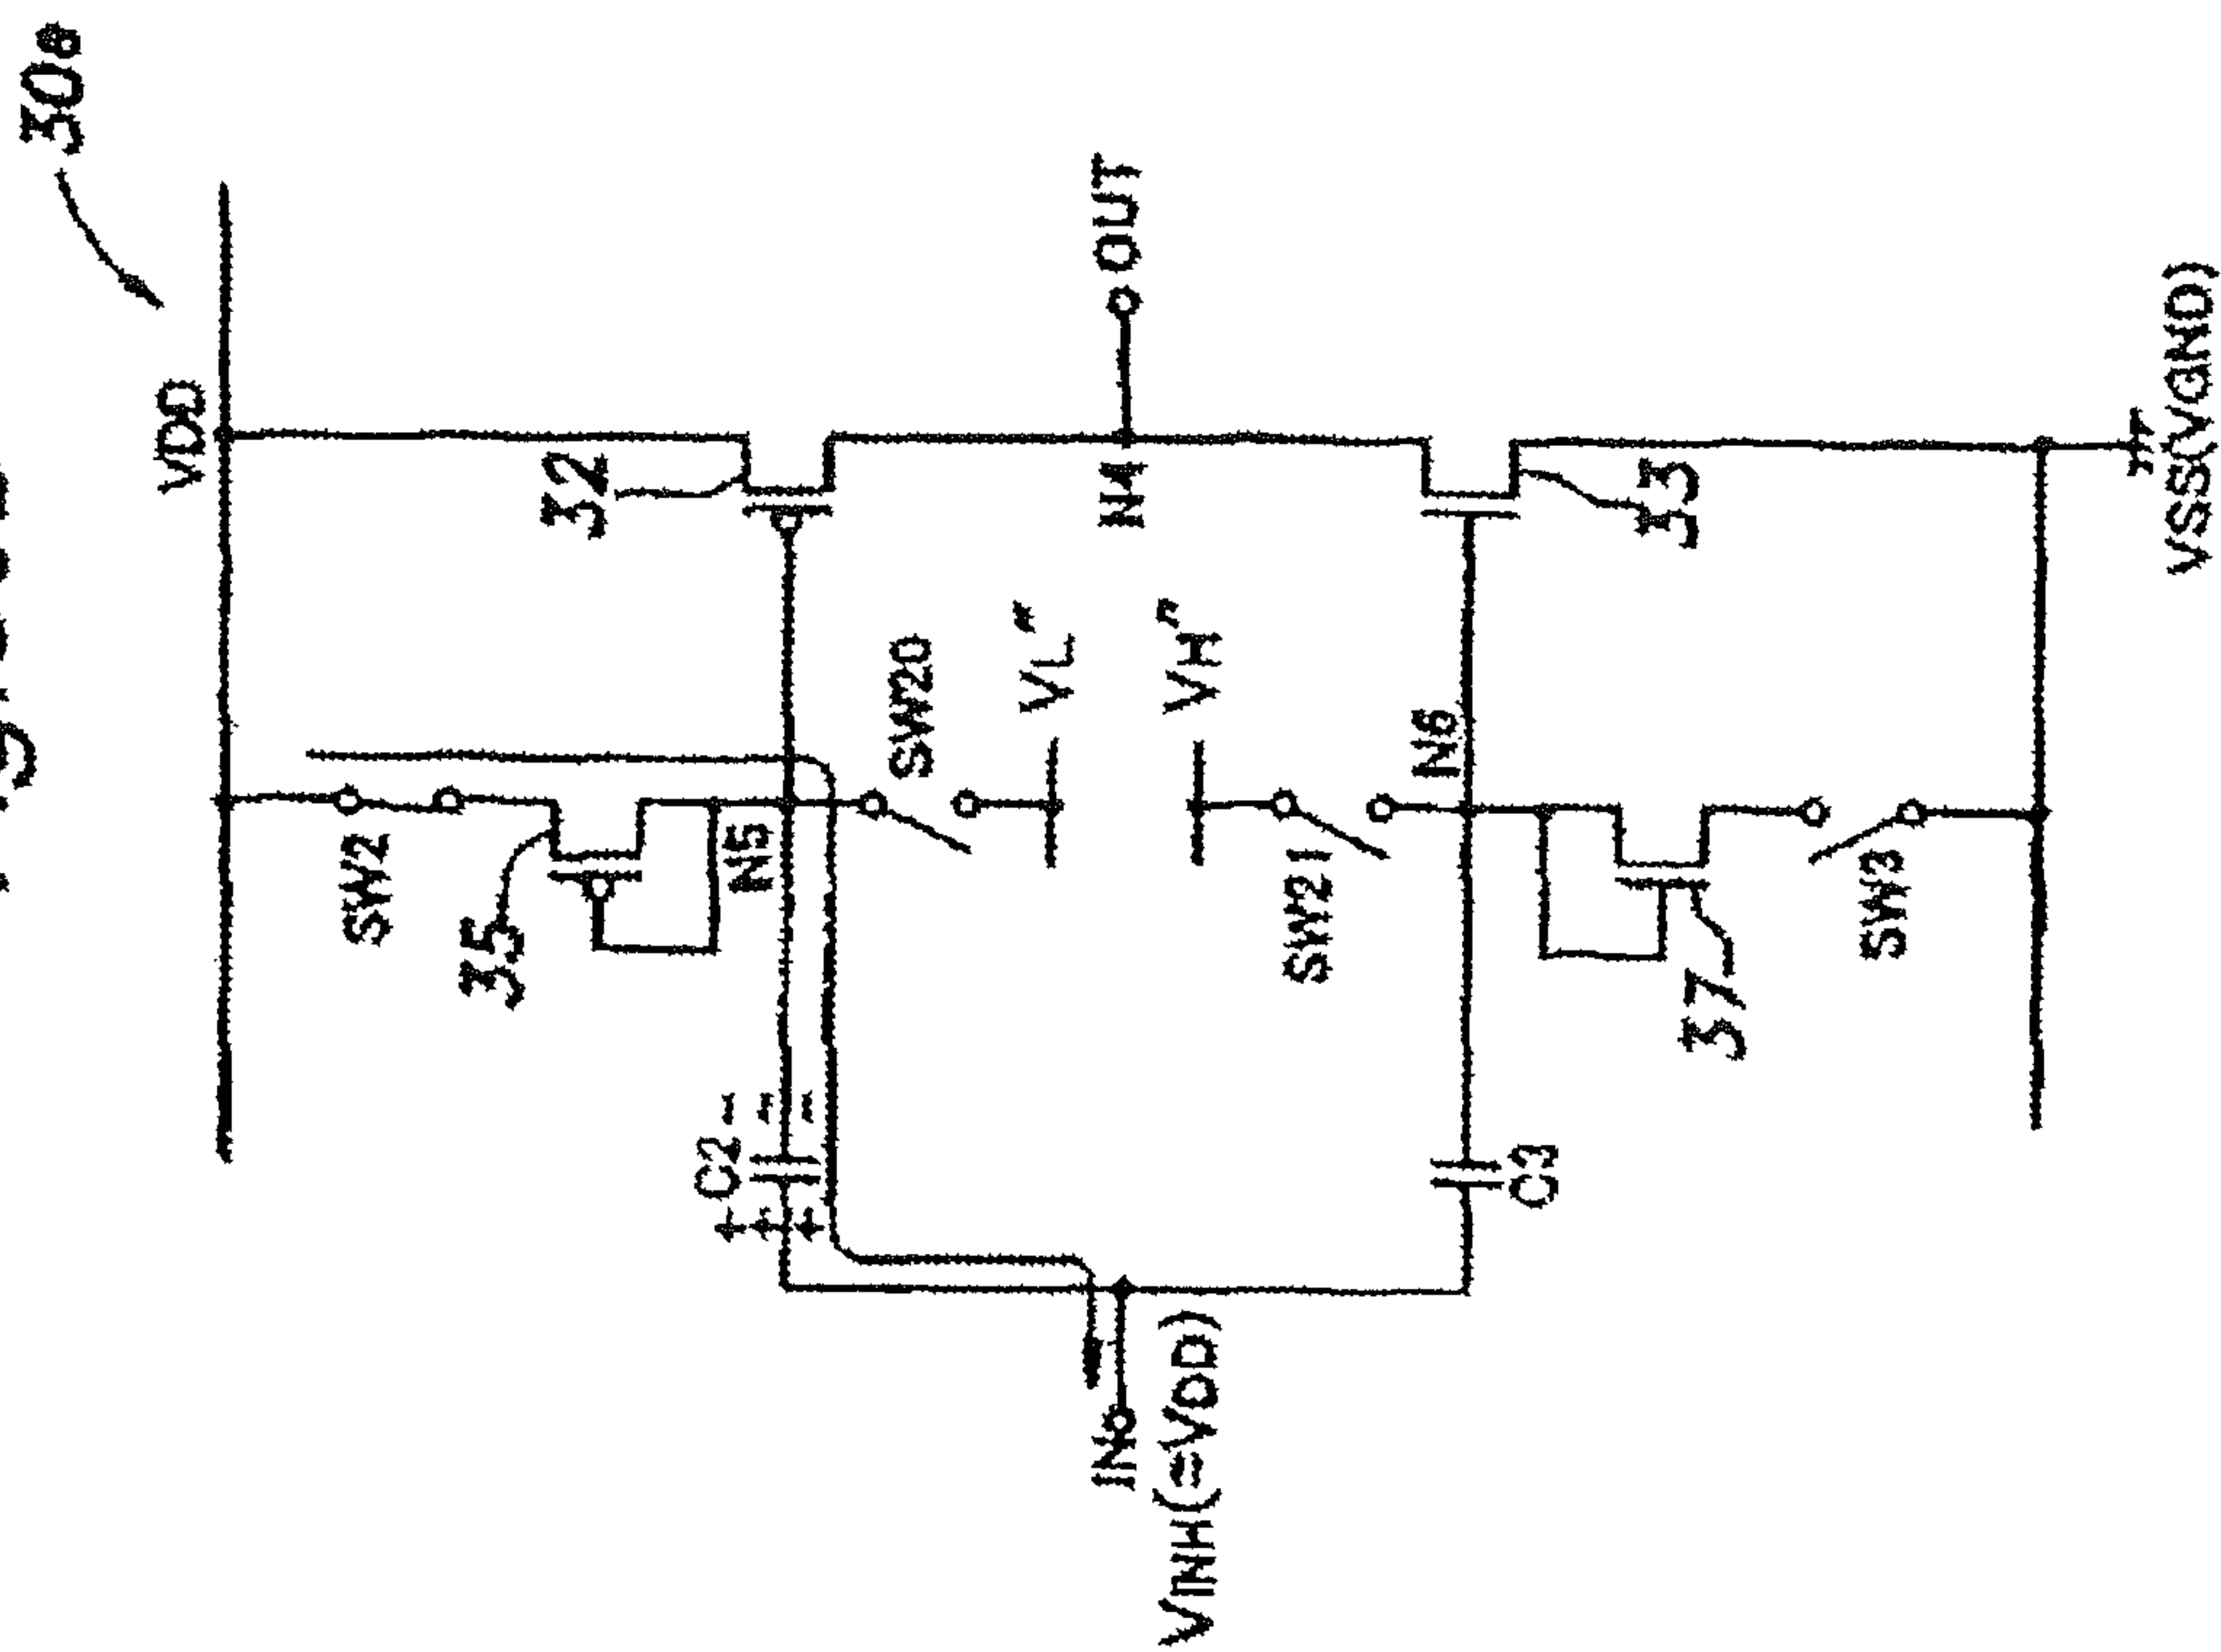 30a
VDD
SW2
35
32
C2
N5
SW20
VL"
OUT
N4
IN
VINH(=VDD)
VH"
SW21
N6
C3
33
37
SW3
VSS(VGND)